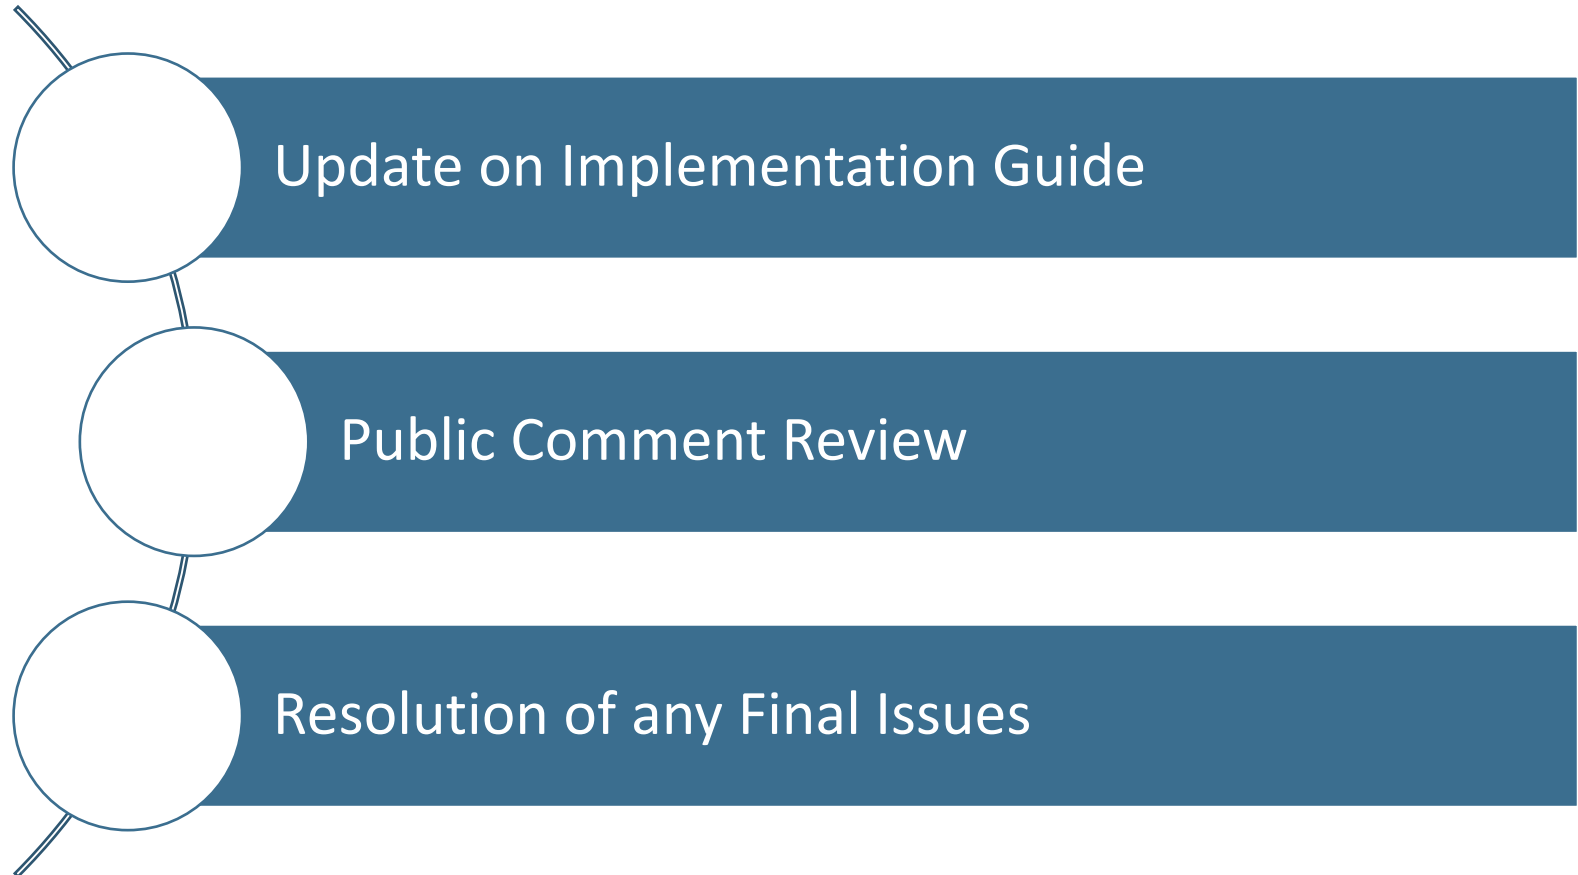 Update on Implementation Guide
Public Comment Review
Resolution of any Final Issues